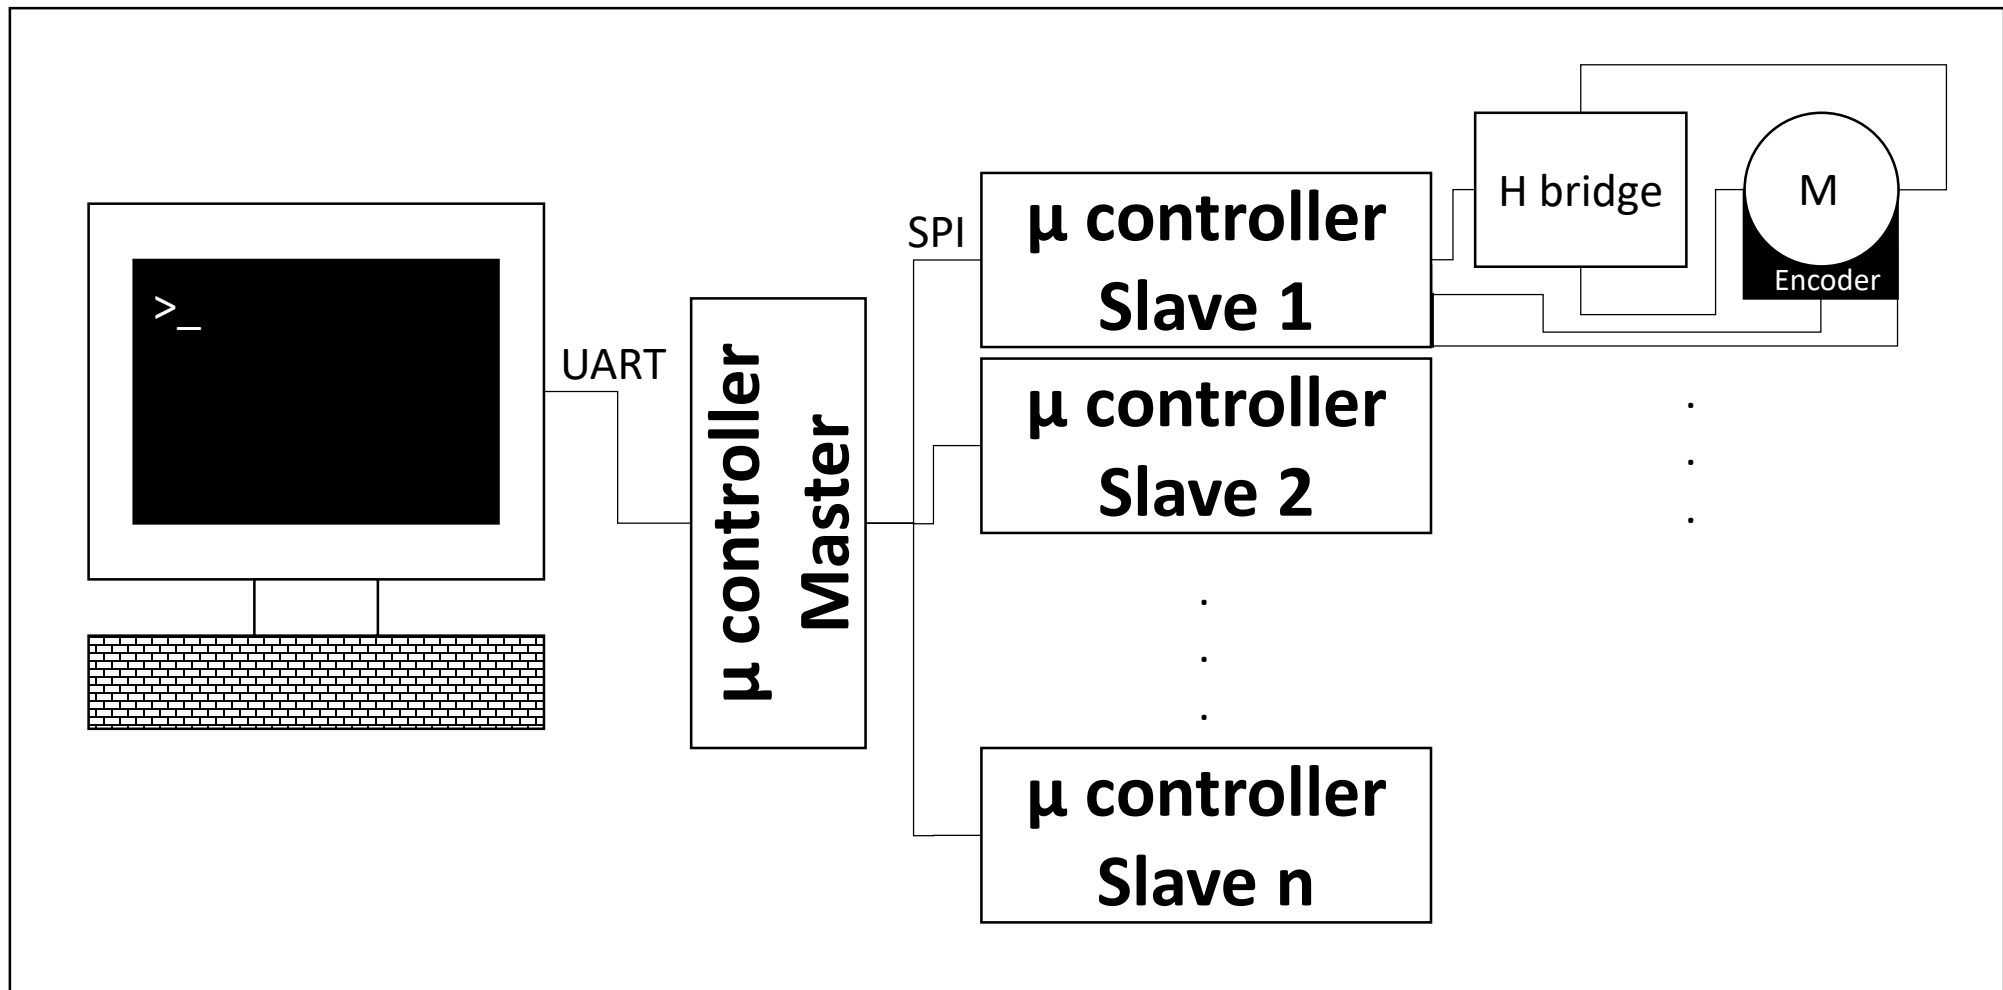 >_
UART
µ controller
Master
SPI
µ controller
Slave 1
µ controller
Slave 2
.
.
.
µ controller
Slave n
H bridge
M
Encoder
.
.
.